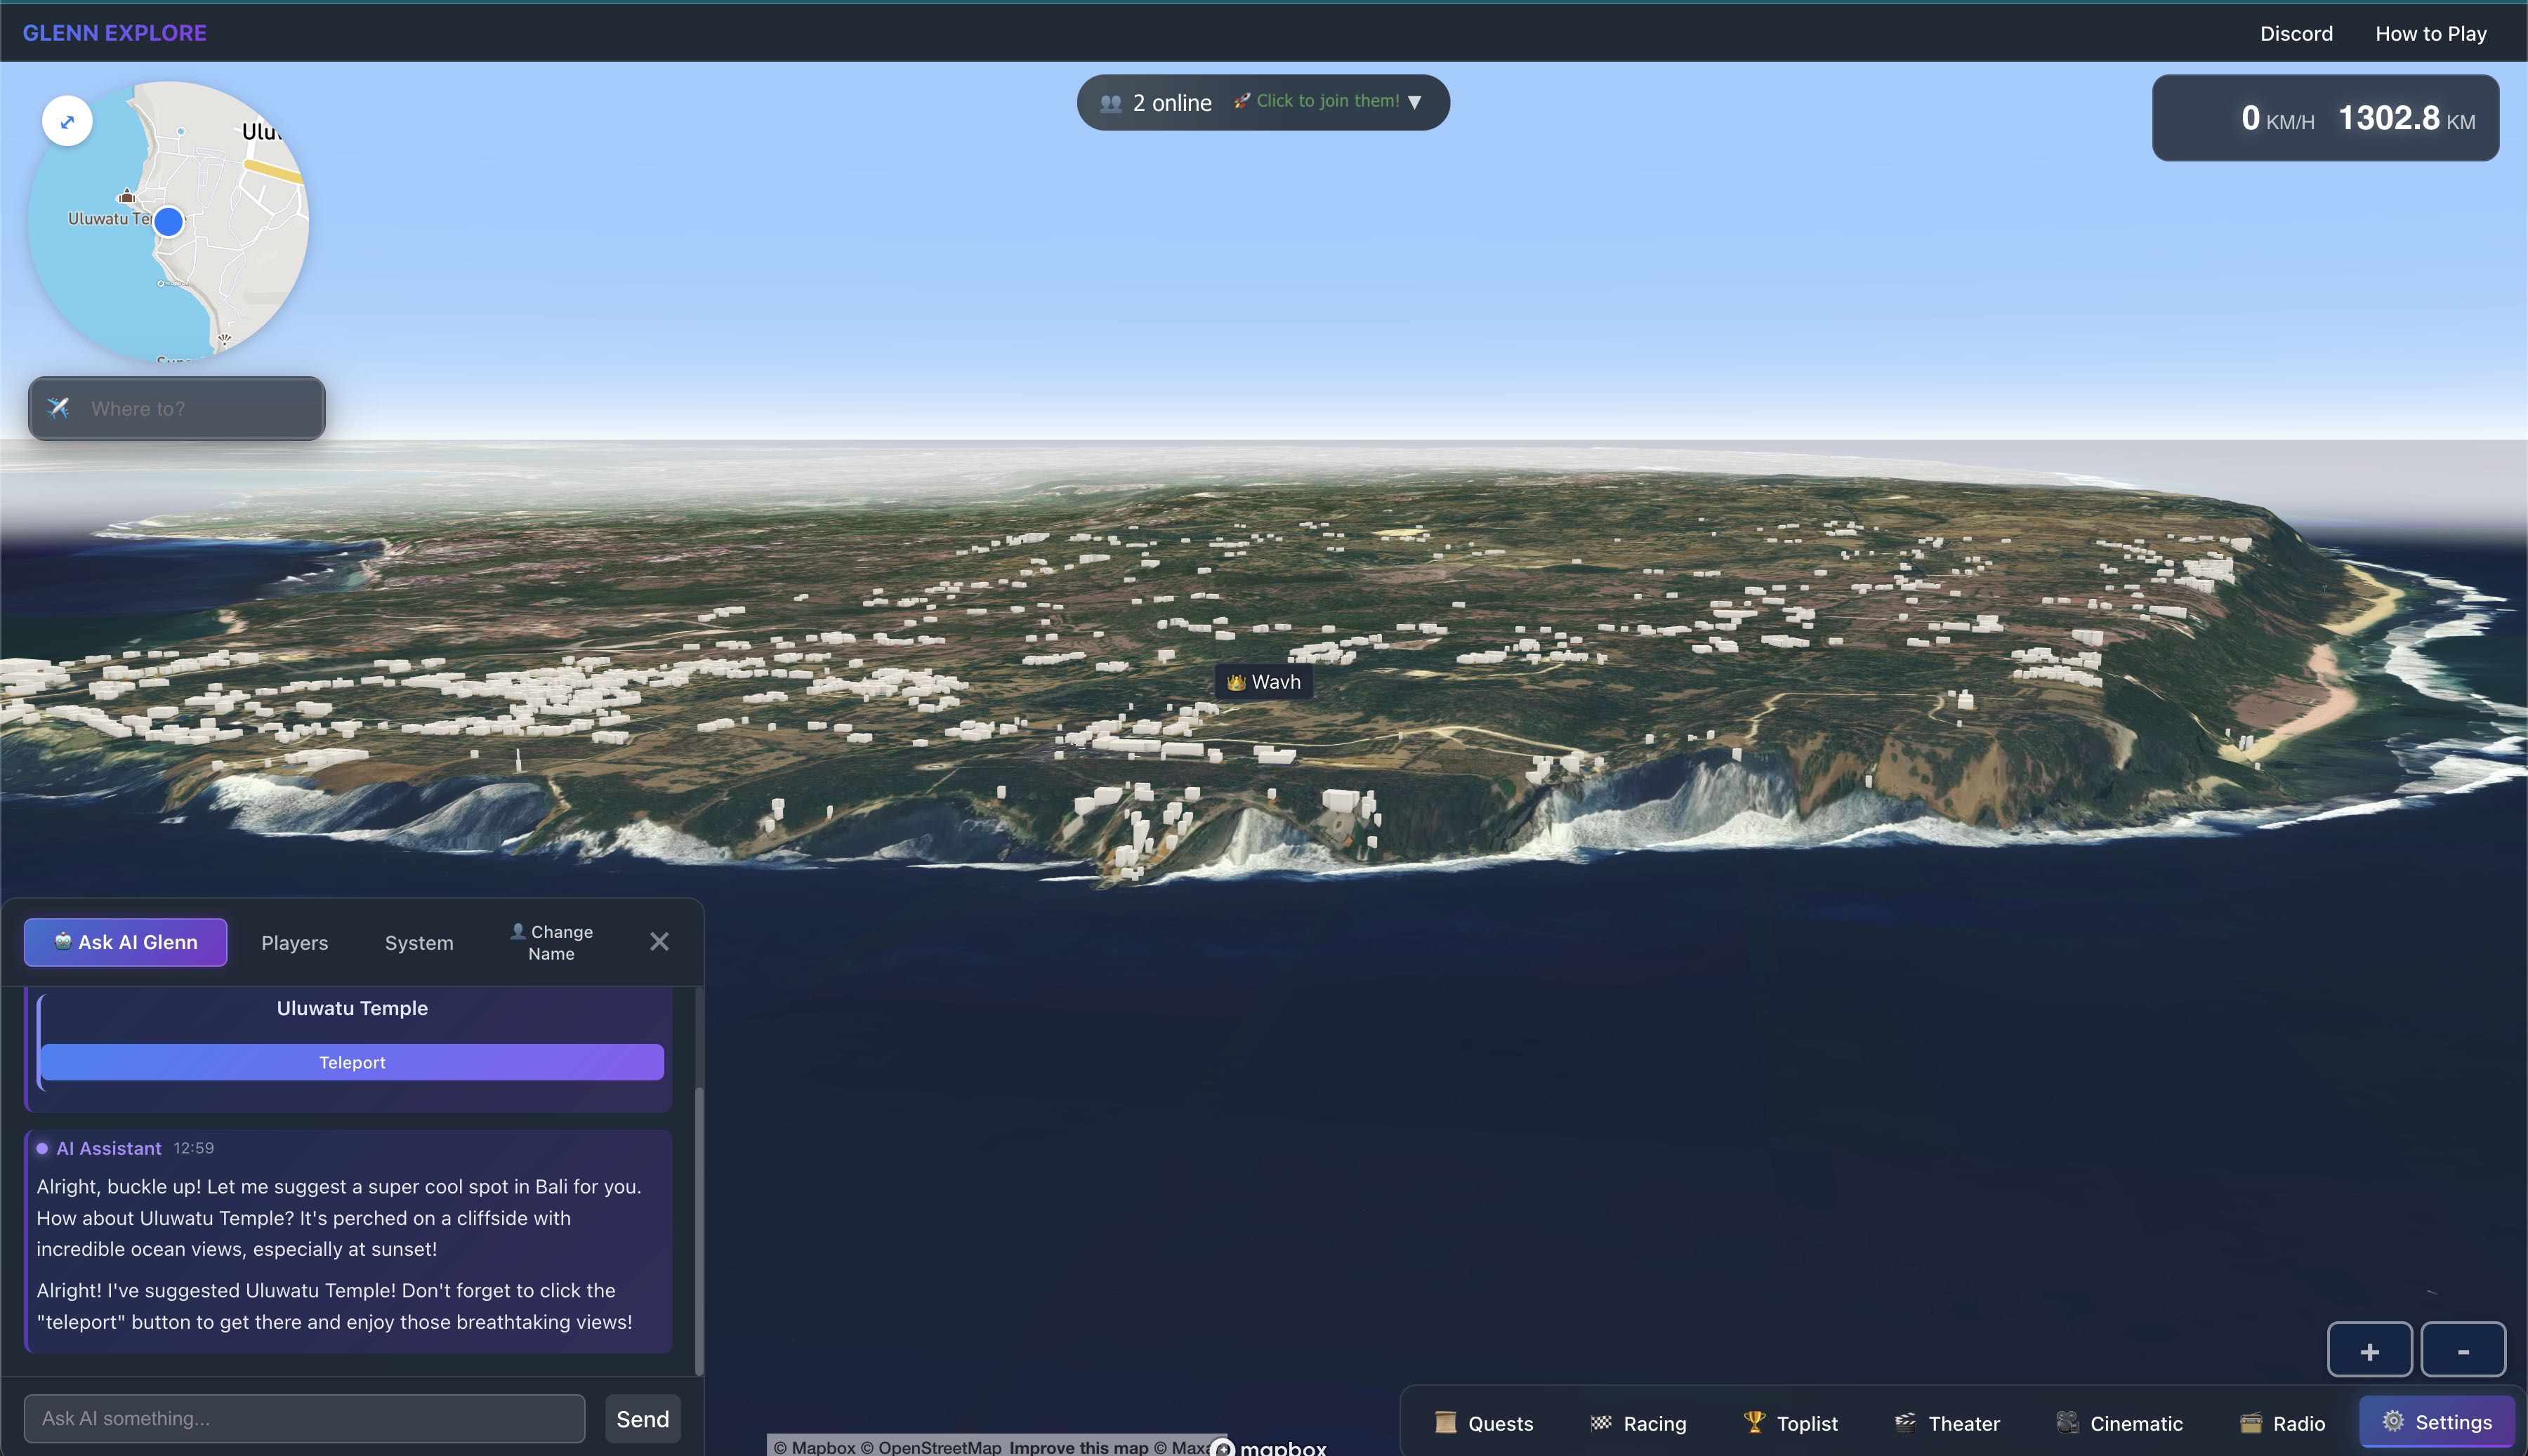 GLENN EXPLORE
Discord
How to Play
2 online
Click to join them! ▼
0 KM/H 1302.8 KM
Uluwatu
Where to?
Wavh
Ask AI Glenn
Players
System
Change
Name
Uluwatu Temple
Teleport
AI Assistant 12:59
Alright, buckle up! Let me suggest a super cool spot in Bali for you.
How about Uluwatu Temple? It's perched on a cliffside with
incredible ocean views, especially at sunset!
Alright! I've suggested Uluwatu Temple! Don't forget to click the
"teleport" button to get there and enjoy those breathtaking views!
Ask AI something...
Send
© Mapbox © OpenStreetMap Improve this map ©
mapbox
+
-
Quests
Racing
Toplist
Theater
Cinematic
Radio
Settings